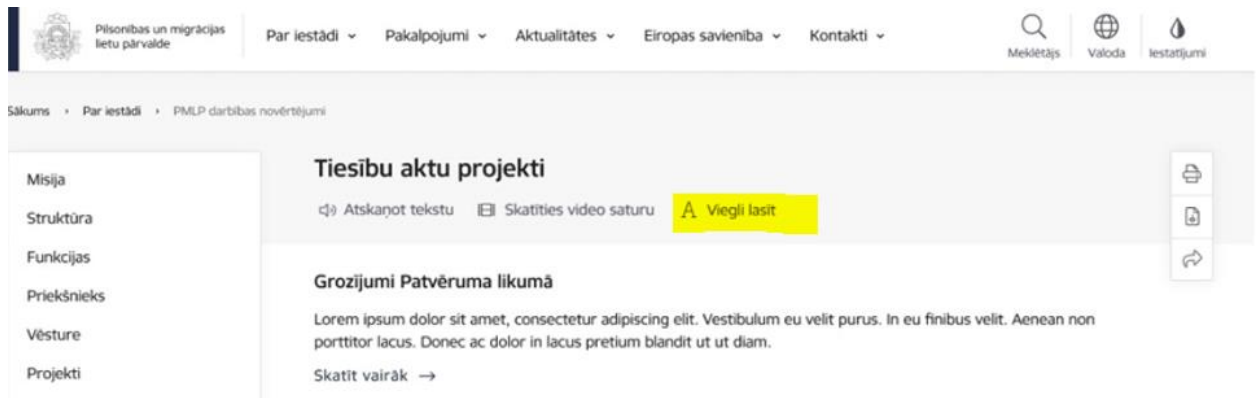 Pilsonības un migrācijas
lietu pārvalde
Par iestādi Pakalpojumi Aktualitātes Eiropas savienība Kontakti
Meklētājs Valoda Iestatījumi
Sākums › Par iestādi › PMLP darbības novērtējumi
Misija
Struktūra
Funkcijas
Priekšnieks
Vēsture
Projekti
Tiesību aktu projekti
Atskaņot tekstu Skatīties video saturu A Viegli lasīt
Grozījumi Patvēruma likumā
Lorem ipsum dolor sit amet, consectetur adipiscing elit. Vestibulum eu velit purus. In eu finibus velit. Aenean non
porttitor lacus. Donec ac dolor in lacus pretium blandit ut ut diam.
Skatīt vairāk →